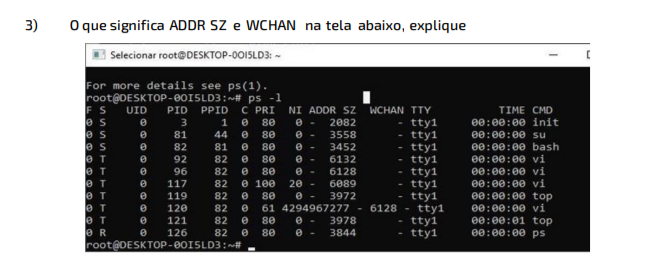 3) O que significa ADDR SZ e WCHAN na tela abaixo, explique
Selecionar root@DESKTOP-0OI5LD3: ~
For more details see ps(1).
root@DESKTOP-0OI5LD3:~# ps -l
F S UID PID PPID C PRI NI ADDR SZ WCHAN TTY TIME CMD
0 S 0 3 1 0 80 0 - 2082 - tty1 00:00:00 init
0 S 0 81 44 0 80 0 - 3558 - tty1 00:00:00 su
0 S 0 82 81 0 80 0 - 3452 - tty1 00:00:00 bash
0 T 0 92 82 0 80 0 - 6132 - tty1 00:00:00 vi
0 T 0 96 82 0 80 0 - 6128 - tty1 00:00:00 vi
0 T 0 117 82 0 100 20 - 6089 - tty1 00:00:00 vi
0 T 0 119 82 0 80 0 - 3972 - tty1 00:00:00 top
0 T 0 120 82 0 61 4294967277 - 6128 - tty1 00:00:00 vi
0 T 0 121 82 0 80 0 - 3978 - tty1 00:00:01 top
0 R 0 126 82 0 80 0 - 3844 - tty1 00:00:00 ps
root@DESKTOP-0OI5LD3:~#